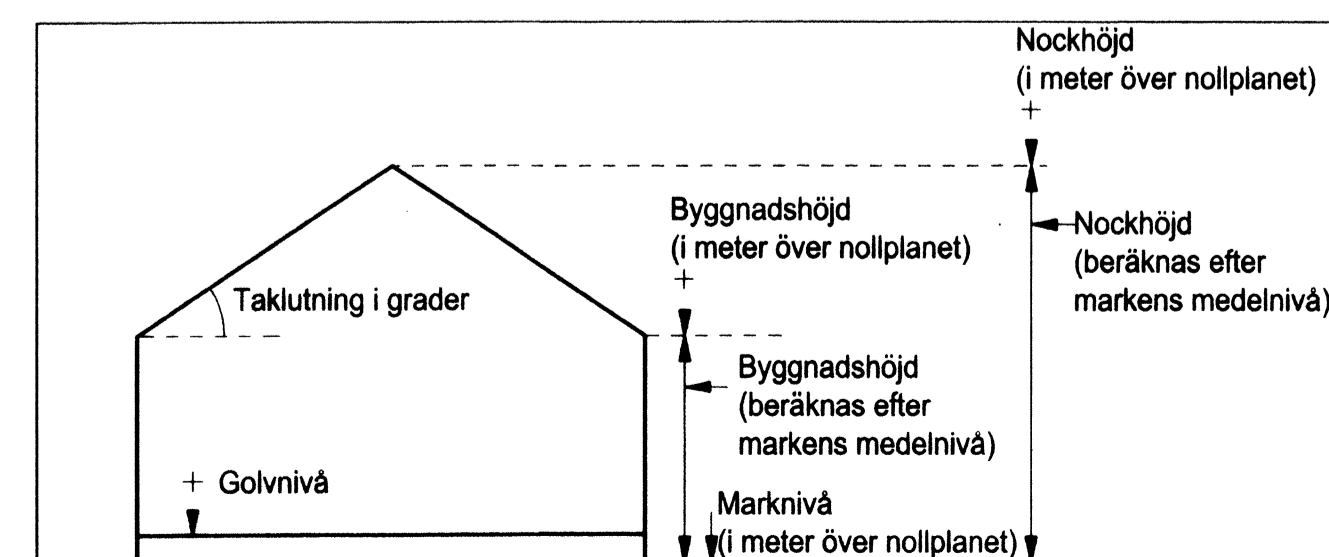 Nockhöjd
(i meter över nollplanet)
+
Byggnadshöjd
(i meter över nollplanet)
+
Nockhöjd
(beräknas efter
markens medelnivå)
Taklutning i grader
Byggnadshöjd
(beräknas efter
markens medelnivå)
+ Golvnivå
Marknivå
(i meter över nollplanet)